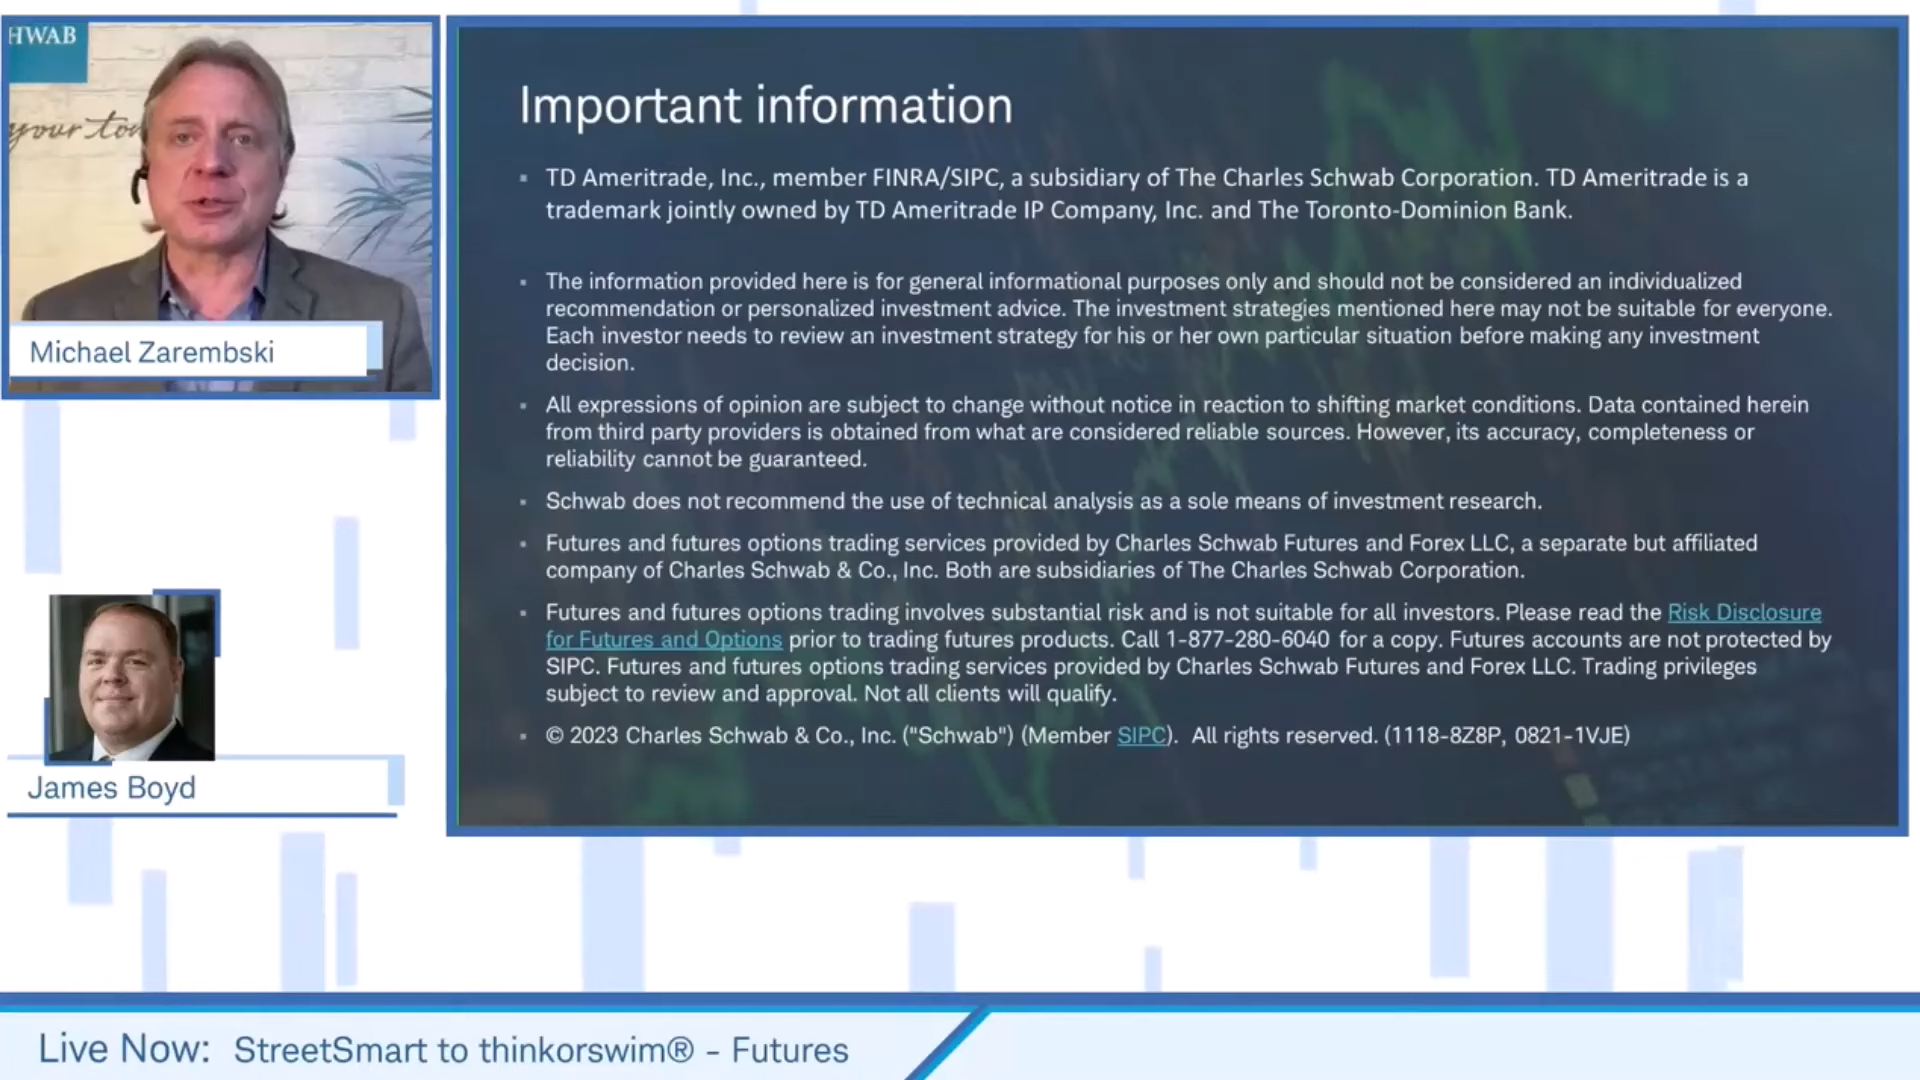 HWAB
your to
Michael Zarembski
James Boyd
Important information
TD Ameritrade, Inc., member FINRA/SIPC, a subsidiary of The Charles Schwab Corporation. TD Ameritrade is a
trademark jointly owned by TD Ameritrade IP Company, Inc. and The Toronto-Dominion Bank.
The information provided here is for general informational purposes only and should not be considered an individualized
recommendation or personalized investment advice. The investment strategies mentioned here may not be suitable for everyone.
Each investor needs to review an investment strategy for his or her own particular situation before making any investment
decision.
All expressions of opinion are subject to change without notice in reaction to shifting market conditions. Data contained herein
from third party providers is obtained from what are considered reliable sources. However, its accuracy, completeness or
reliability cannot be guaranteed.
Schwab does not recommend the use of technical analysis as a sole means of investment research.
Futures and futures options trading services provided by Charles Schwab Futures and Forex LLC, a separate but affiliated
company of Charles Schwab & Co., Inc. Both are subsidiaries of The Charles Schwab Corporation.
Futures and futures options trading involves substantial risk and is not suitable for all investors. Please read the Risk Disclosure
for Futures and Options prior to trading futures products. Call 1-877-280-6040 for a copy. Futures accounts are not protected by
SIPC. Futures and futures options trading services provided by Charles Schwab Futures and Forex LLC. Trading privileges
subject to review and approval. Not all clients will qualify.
© 2023 Charles Schwab & Co., Inc. ("Schwab") (Member SIPC). All rights reserved. (1118-8Z8P, 0821-1VJE)
Live Now: StreetSmart to thinkorswim® - Futures